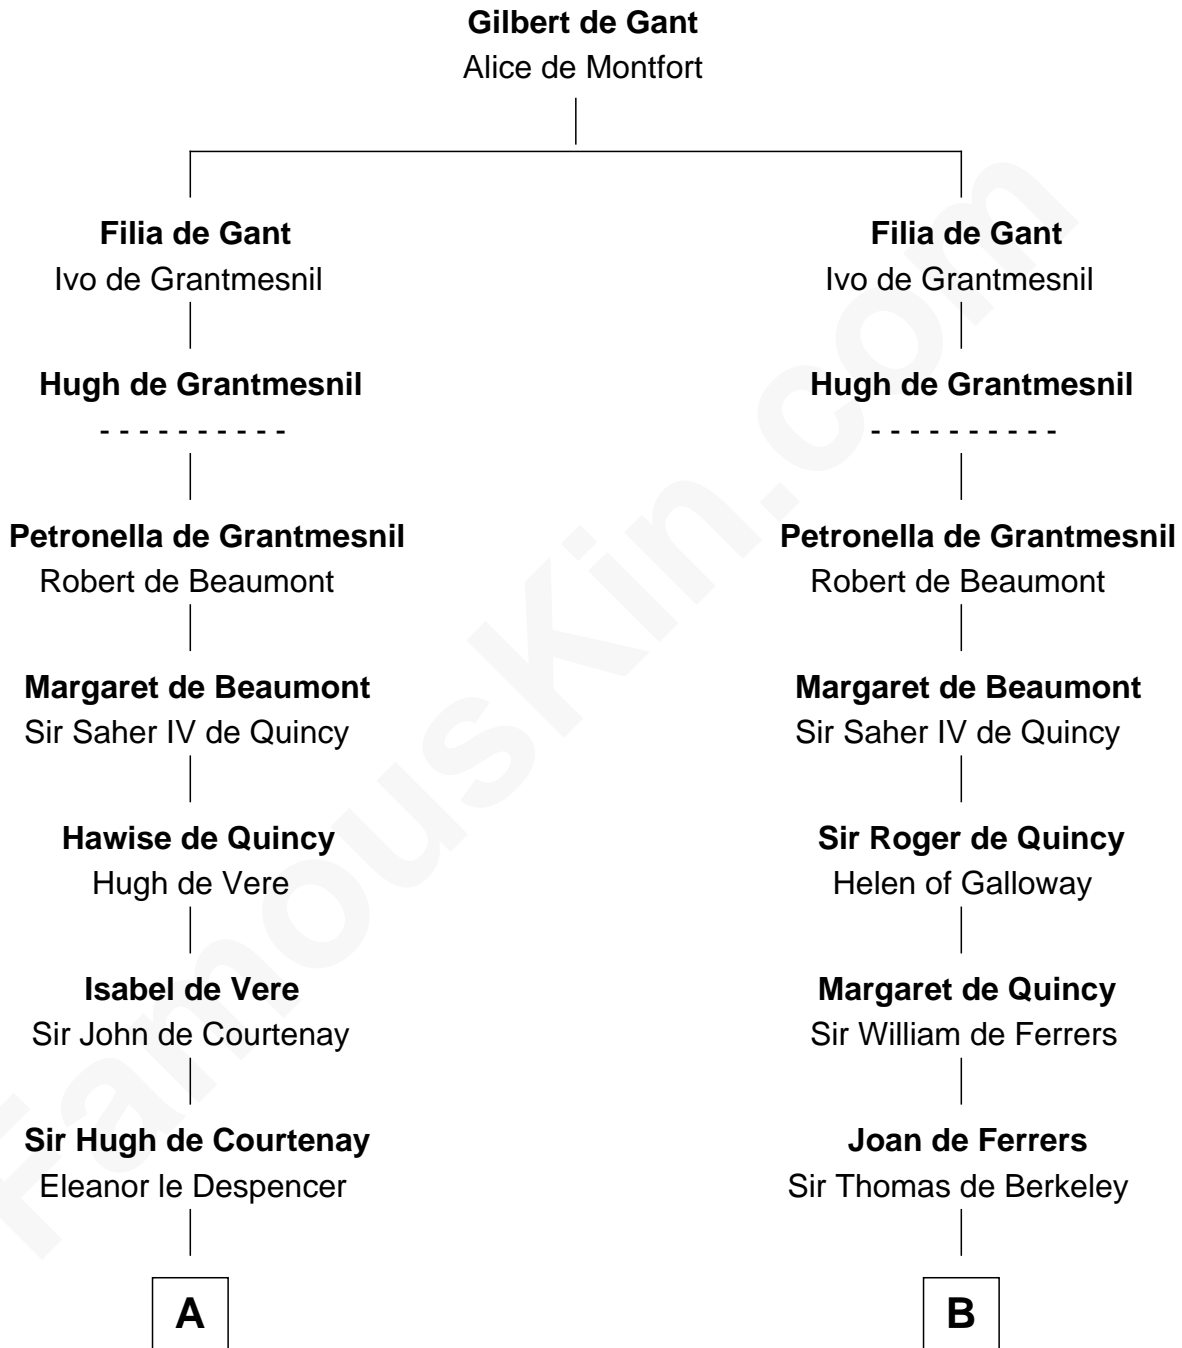 Gilbert de Gant
Alice de Montfort
Filia de Gant
Ivo de Grantmesnil
Hugh de Grantmesnil
- - - - - - - - - -
Petronella de Grantmesnil
Robert de Beaumont
Margaret de Beaumont
Sir Saher IV de Quincy
Hawise de Quincy
Hugh de Vere
Isabel de Vere
Sir John de Courtenay
Sir Hugh de Courtenay
Eleanor le Despencer
A
Filia de Gant
Ivo de Grantmesnil
Hugh de Grantmesnil
- - - - - - - - - -
Petronella de Grantmesnil
Robert de Beaumont
Margaret de Beaumont
Sir Saher IV de Quincy
Sir Roger de Quincy
Helen of Galloway
Margaret de Quincy
Sir William de Ferrers
Joan de Ferrers
Sir Thomas de Berkeley
B
FamousKin.com